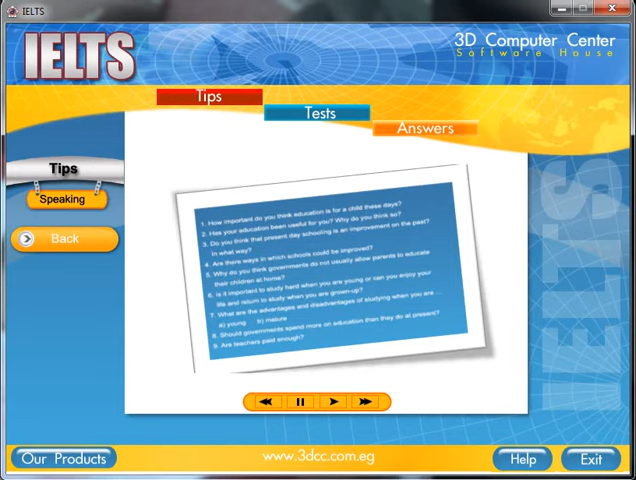 IELTS
IELTS
3D Computer Center
Software House
Tips
Tests
Answers
Tips
Speaking
Back
1. How important do you think education is for a child these days?
2. Has your education been useful for you? Why do you think so?
3. Do you think that present day schooling is an improvement on the past?
In what way?
4. Are there ways in which schools could be improved?
5. Why do you think governments do not usually allow parents to educate
their children at home?
6. Is it important to study hard when you are young or can you enjoy your
life and return to study when you are grown-up?
7. What are the advantages and disadvantages of studying when you are ...
a) young b) mature
8. Should governments spend more on education than they do at present?
9. Are teachers paid enough?
IELTS
Our Products
www.3dcc.com.eg
Help
Exit